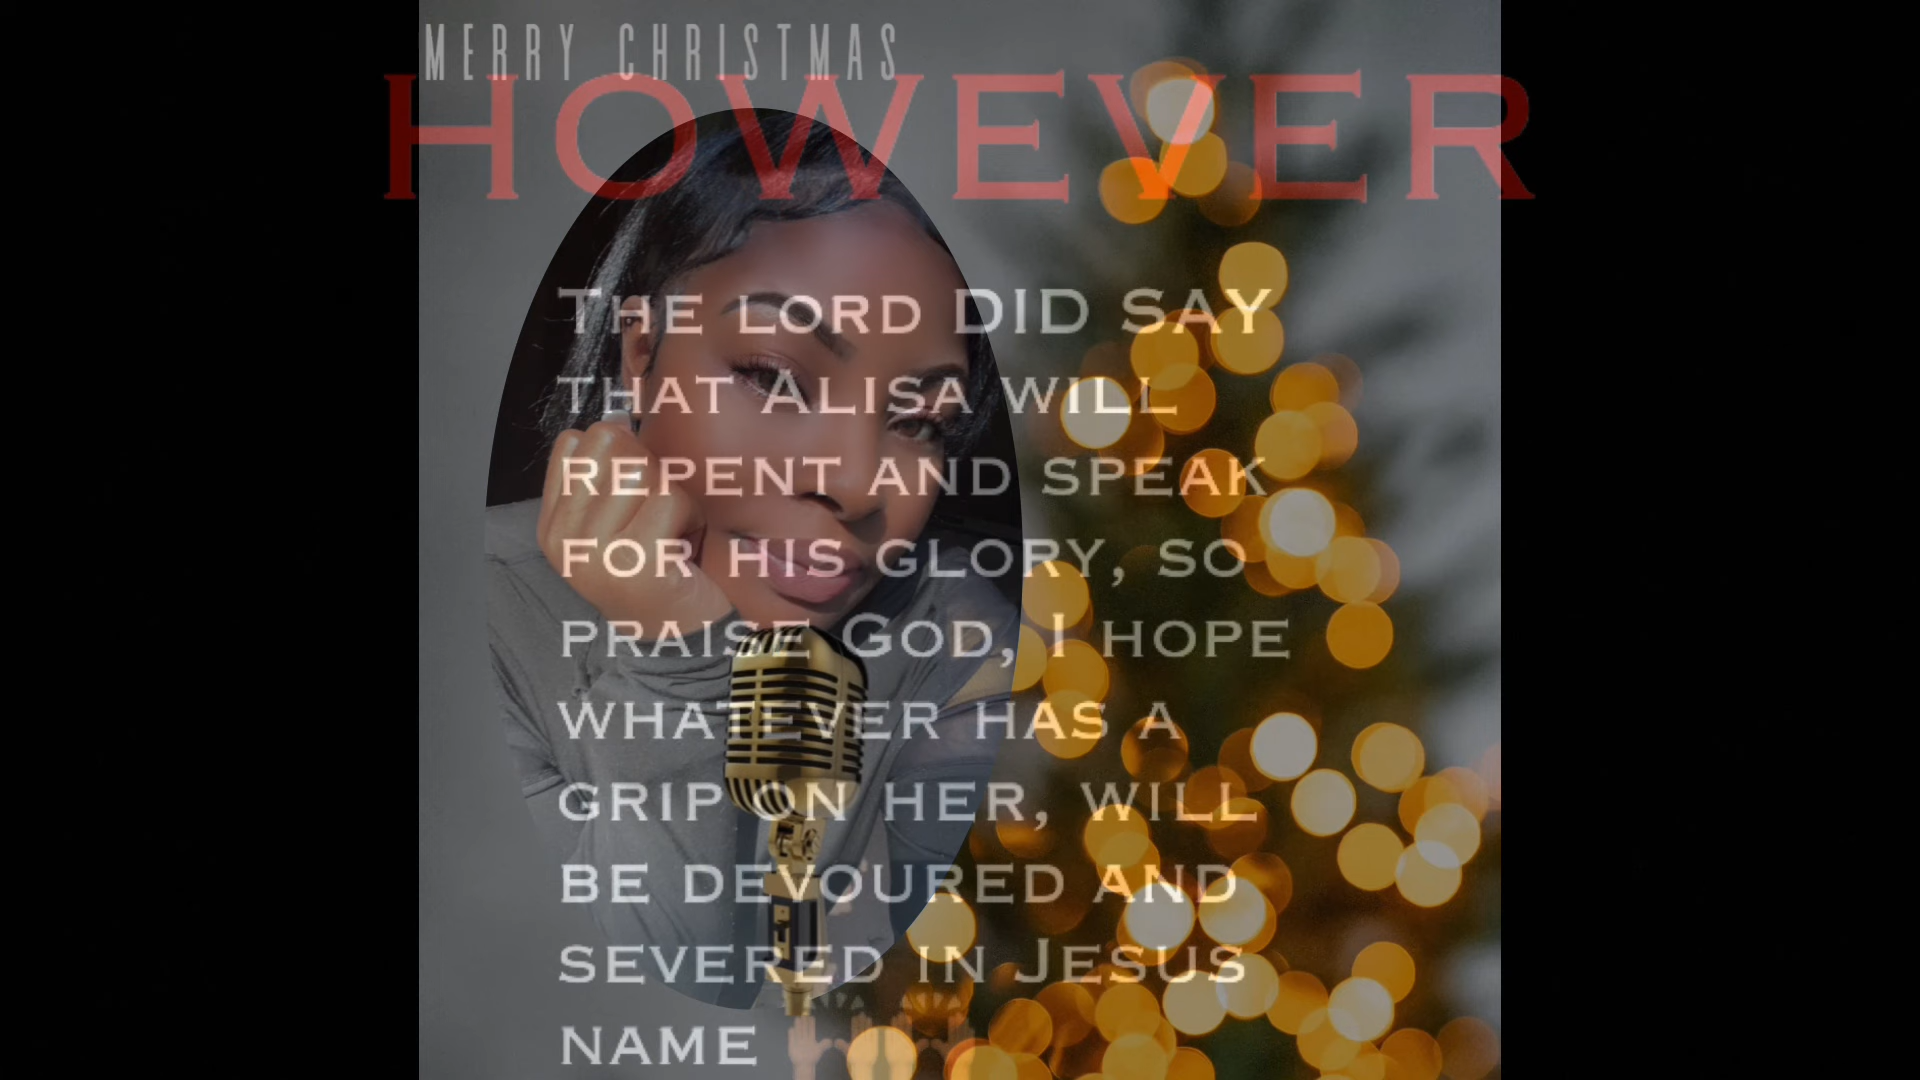 MERRY CHRISTMAS
HOWEVER
THE LORD DID SAY
THAT ALISA WILL
REPENT AND SPEAK
FOR HIS GLORY, SO
PRAISE GOD, I HOPE
WHATEVER HAS A
GRIP ON HER, WILL
BE DEVOURED AND
SEVERED IN JESUS
NAME